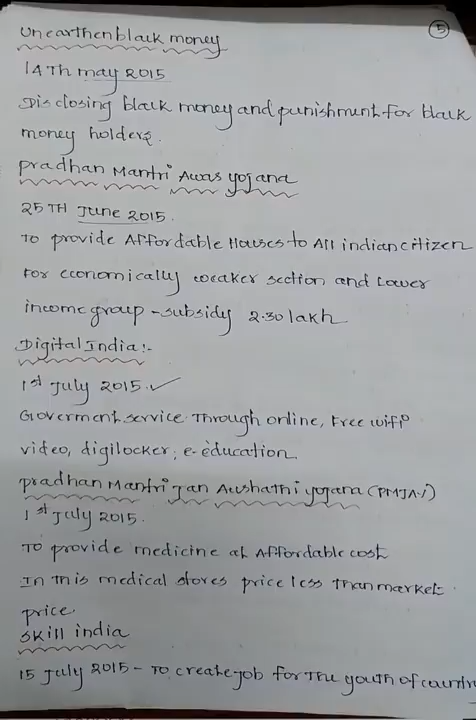 5
Unearthen black money
14TH may 2015
Disclosing black money and punishment for black
money holders.
pradhan Mantri Awas yojana
25TH June 2015.
To provide Affordable Houses to All indian citizen
For economically weaker section and Lower
income group - subsidy 2.30 lakh
Digital India:-
1st July 2015.✓
Goverment service Through online, Free wifi
video, digilocker, e-education
pradhan Mantri Jan Aushathi yojana (PMJAY)
1st July 2015.
TO provide medicine at Affordable cost
In this medical stores price less than market
price
skill india
15 July 2015 - To create job for The youth of